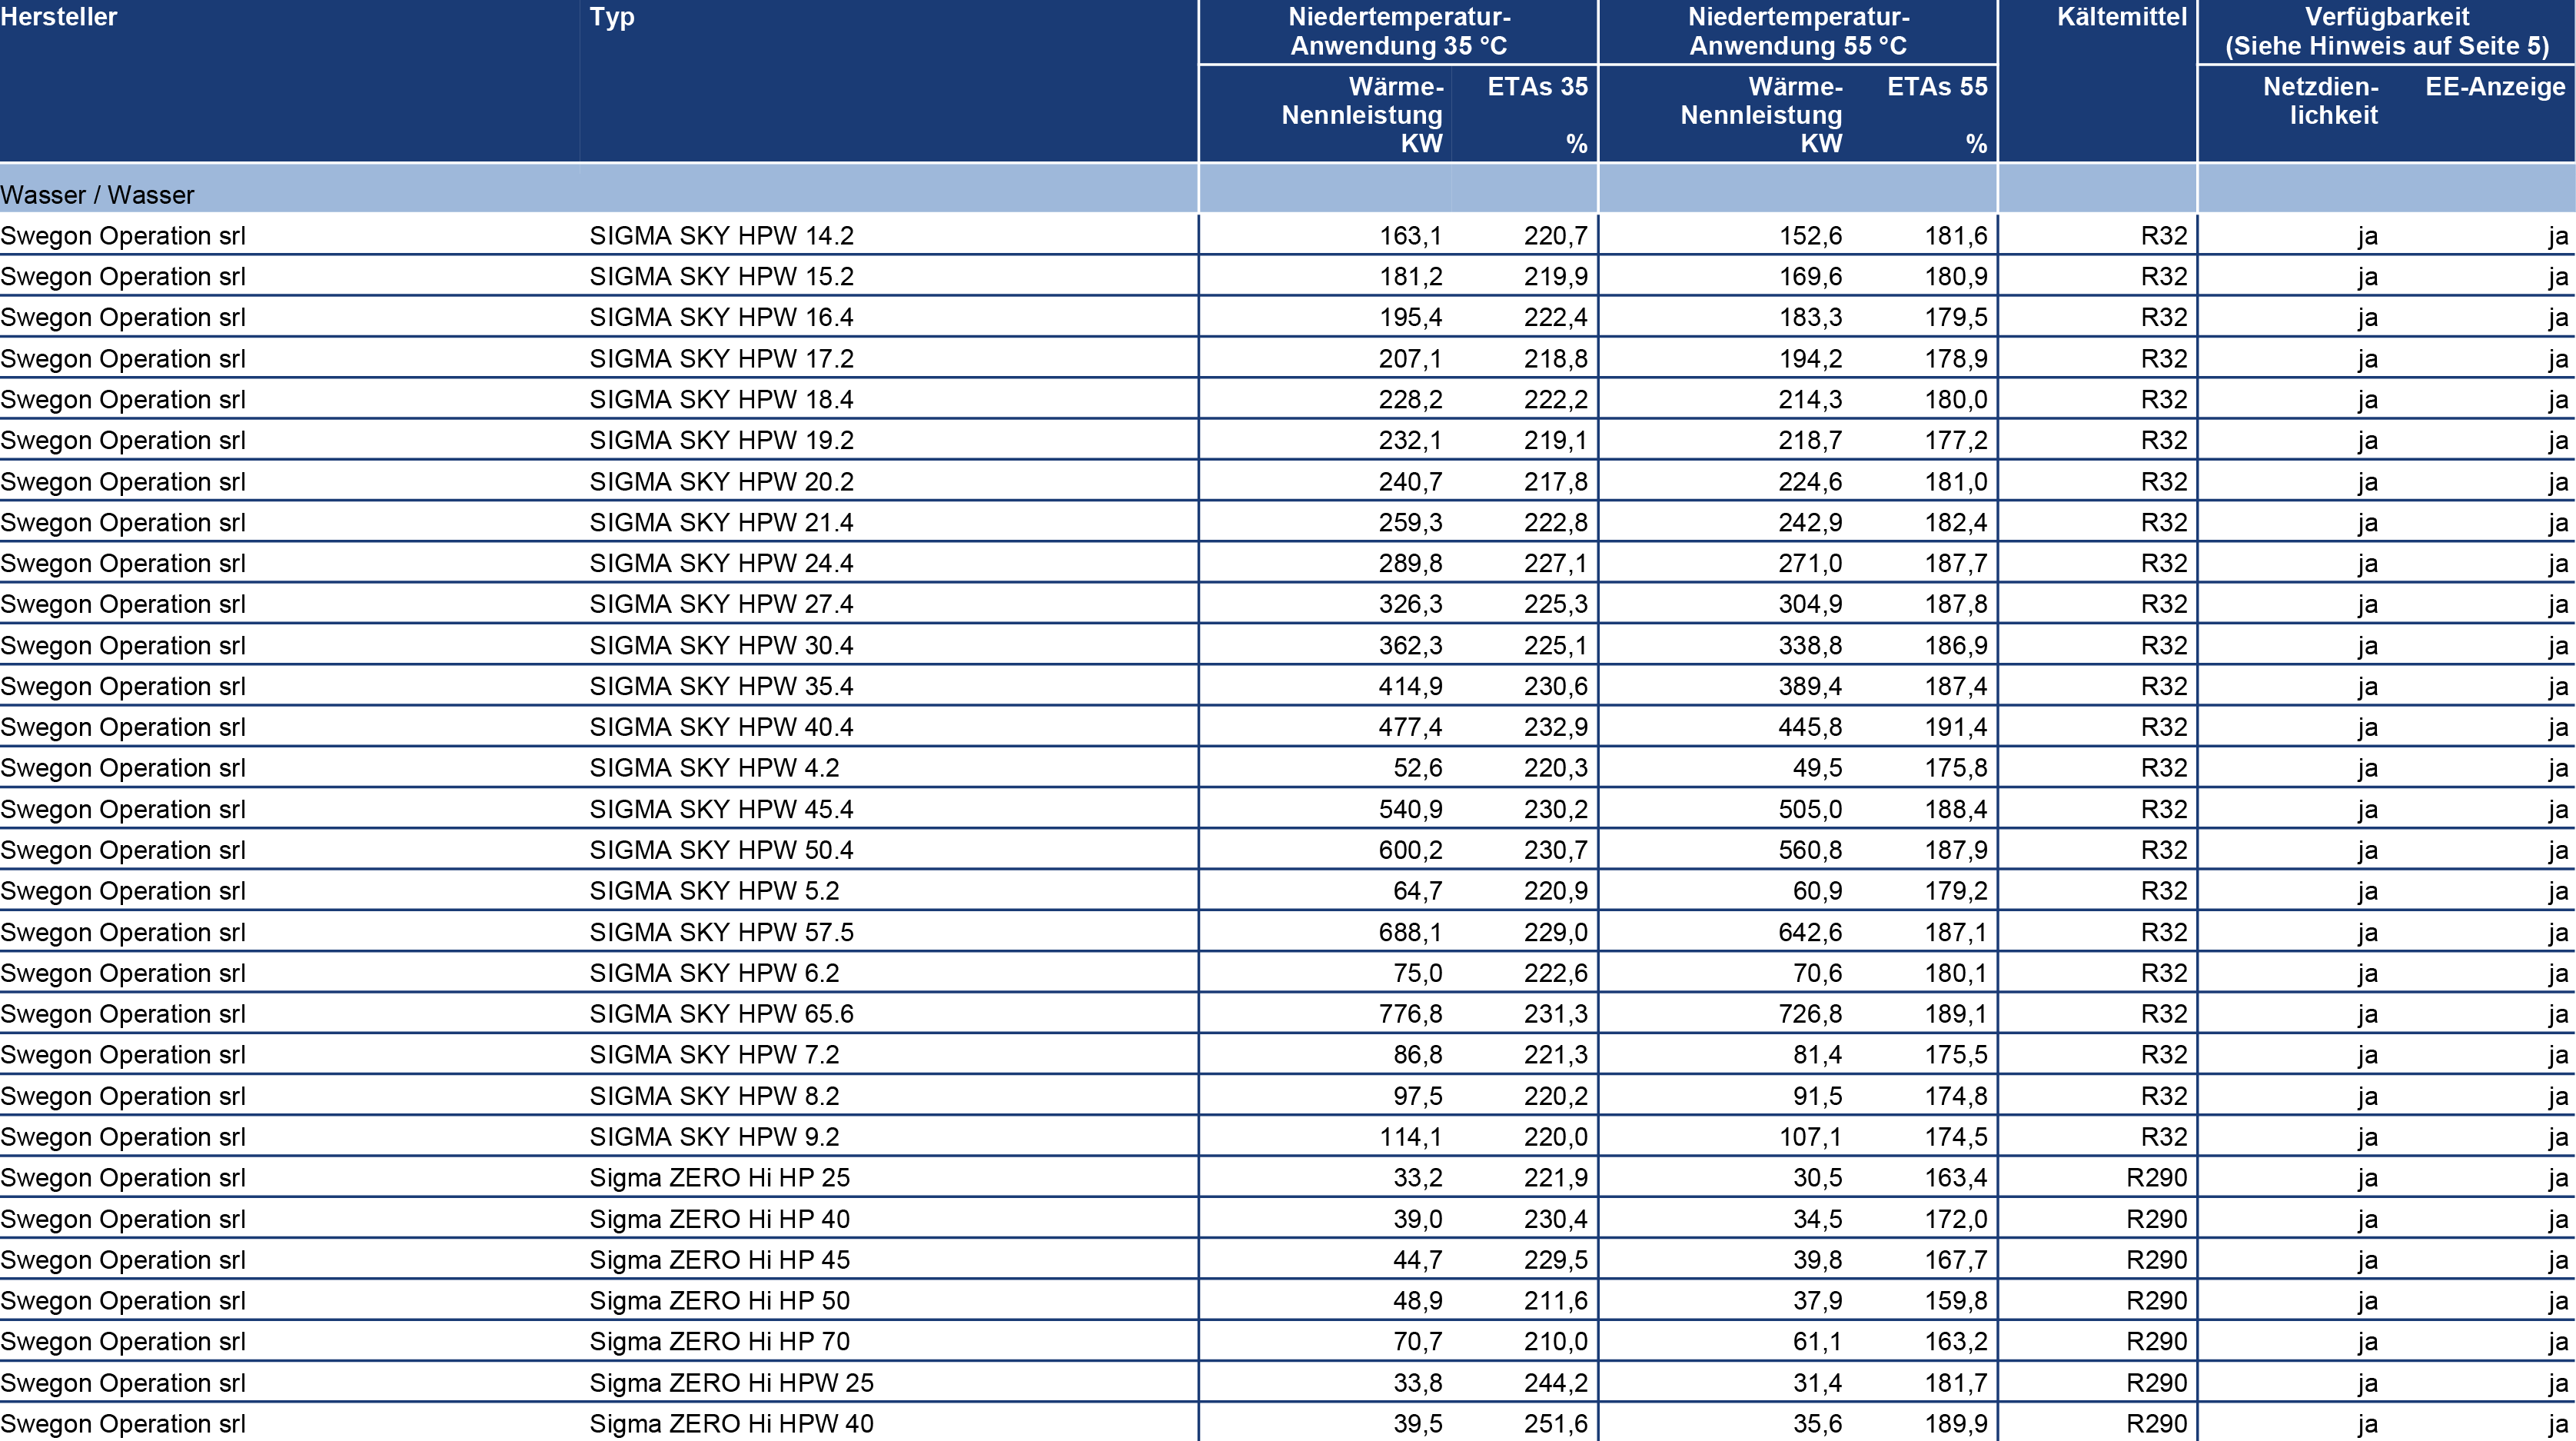 Hersteller Typ Niedertemperatur- Niedertemperatur- Kältemittel Verfügbarkeit
Anwendung 35 °C Anwendung 55 °C (Siehe Hinweis auf Seite 5)
Wärme- ETAs 35 Wärme- ETAs 55 Netzdien- EE-Anzeige
Nennleistung Nennleistung lichkeit
KW % KW %
Wasser / Wasser
Swegon Operation srl SIGMA SKY HPW 14.2 163,1 220,7 152,6 181,6 R32 ja ja
Swegon Operation srl SIGMA SKY HPW 15.2 181,2 219,9 169,6 180,9 R32 ja ja
Swegon Operation srl SIGMA SKY HPW 16.4 195,4 222,4 183,3 179,5 R32 ja ja
Swegon Operation srl SIGMA SKY HPW 17.2 207,1 218,8 194,2 178,9 R32 ja ja
Swegon Operation srl SIGMA SKY HPW 18.4 228,2 222,2 214,3 180,0 R32 ja ja
Swegon Operation srl SIGMA SKY HPW 19.2 232,1 219,1 218,7 177,2 R32 ja ja
Swegon Operation srl SIGMA SKY HPW 20.2 240,7 217,8 224,6 181,0 R32 ja ja
Swegon Operation srl SIGMA SKY HPW 21.4 259,3 222,8 242,9 182,4 R32 ja ja
Swegon Operation srl SIGMA SKY HPW 24.4 289,8 227,1 271,0 187,7 R32 ja ja
Swegon Operation srl SIGMA SKY HPW 27.4 326,3 225,3 304,9 187,8 R32 ja ja
Swegon Operation srl SIGMA SKY HPW 30.4 362,3 225,1 338,8 186,9 R32 ja ja
Swegon Operation srl SIGMA SKY HPW 35.4 414,9 230,6 389,4 187,4 R32 ja ja
Swegon Operation srl SIGMA SKY HPW 40.4 477,4 232,9 445,8 191,4 R32 ja ja
Swegon Operation srl SIGMA SKY HPW 4.2 52,6 220,3 49,5 175,8 R32 ja ja
Swegon Operation srl SIGMA SKY HPW 45.4 540,9 230,2 505,0 188,4 R32 ja ja
Swegon Operation srl SIGMA SKY HPW 50.4 600,2 230,7 560,8 187,9 R32 ja ja
Swegon Operation srl SIGMA SKY HPW 5.2 64,7 220,9 60,9 179,2 R32 ja ja
Swegon Operation srl SIGMA SKY HPW 57.5 688,1 229,0 642,6 187,1 R32 ja ja
Swegon Operation srl SIGMA SKY HPW 6.2 75,0 222,6 70,6 180,1 R32 ja ja
Swegon Operation srl SIGMA SKY HPW 65.6 776,8 231,3 726,8 189,1 R32 ja ja
Swegon Operation srl SIGMA SKY HPW 7.2 86,8 221,3 81,4 175,5 R32 ja ja
Swegon Operation srl SIGMA SKY HPW 8.2 97,5 220,2 91,5 174,8 R32 ja ja
Swegon Operation srl SIGMA SKY HPW 9.2 114,1 220,0 107,1 174,5 R32 ja ja
Swegon Operation srl Sigma ZERO Hi HP 25 33,2 221,9 30,5 163,4 R290 ja ja
Swegon Operation srl Sigma ZERO Hi HP 40 39,0 230,4 34,5 172,0 R290 ja ja
Swegon Operation srl Sigma ZERO Hi HP 45 44,7 229,5 39,8 167,7 R290 ja ja
Swegon Operation srl Sigma ZERO Hi HP 50 48,9 211,6 37,9 159,8 R290 ja ja
Swegon Operation srl Sigma ZERO Hi HP 70 70,7 210,0 61,1 163,2 R290 ja ja
Swegon Operation srl Sigma ZERO Hi HPW 25 33,8 244,2 31,4 181,7 R290 ja ja
Swegon Operation srl Sigma ZERO Hi HPW 40 39,5 251,6 35,6 189,9 R290 ja ja